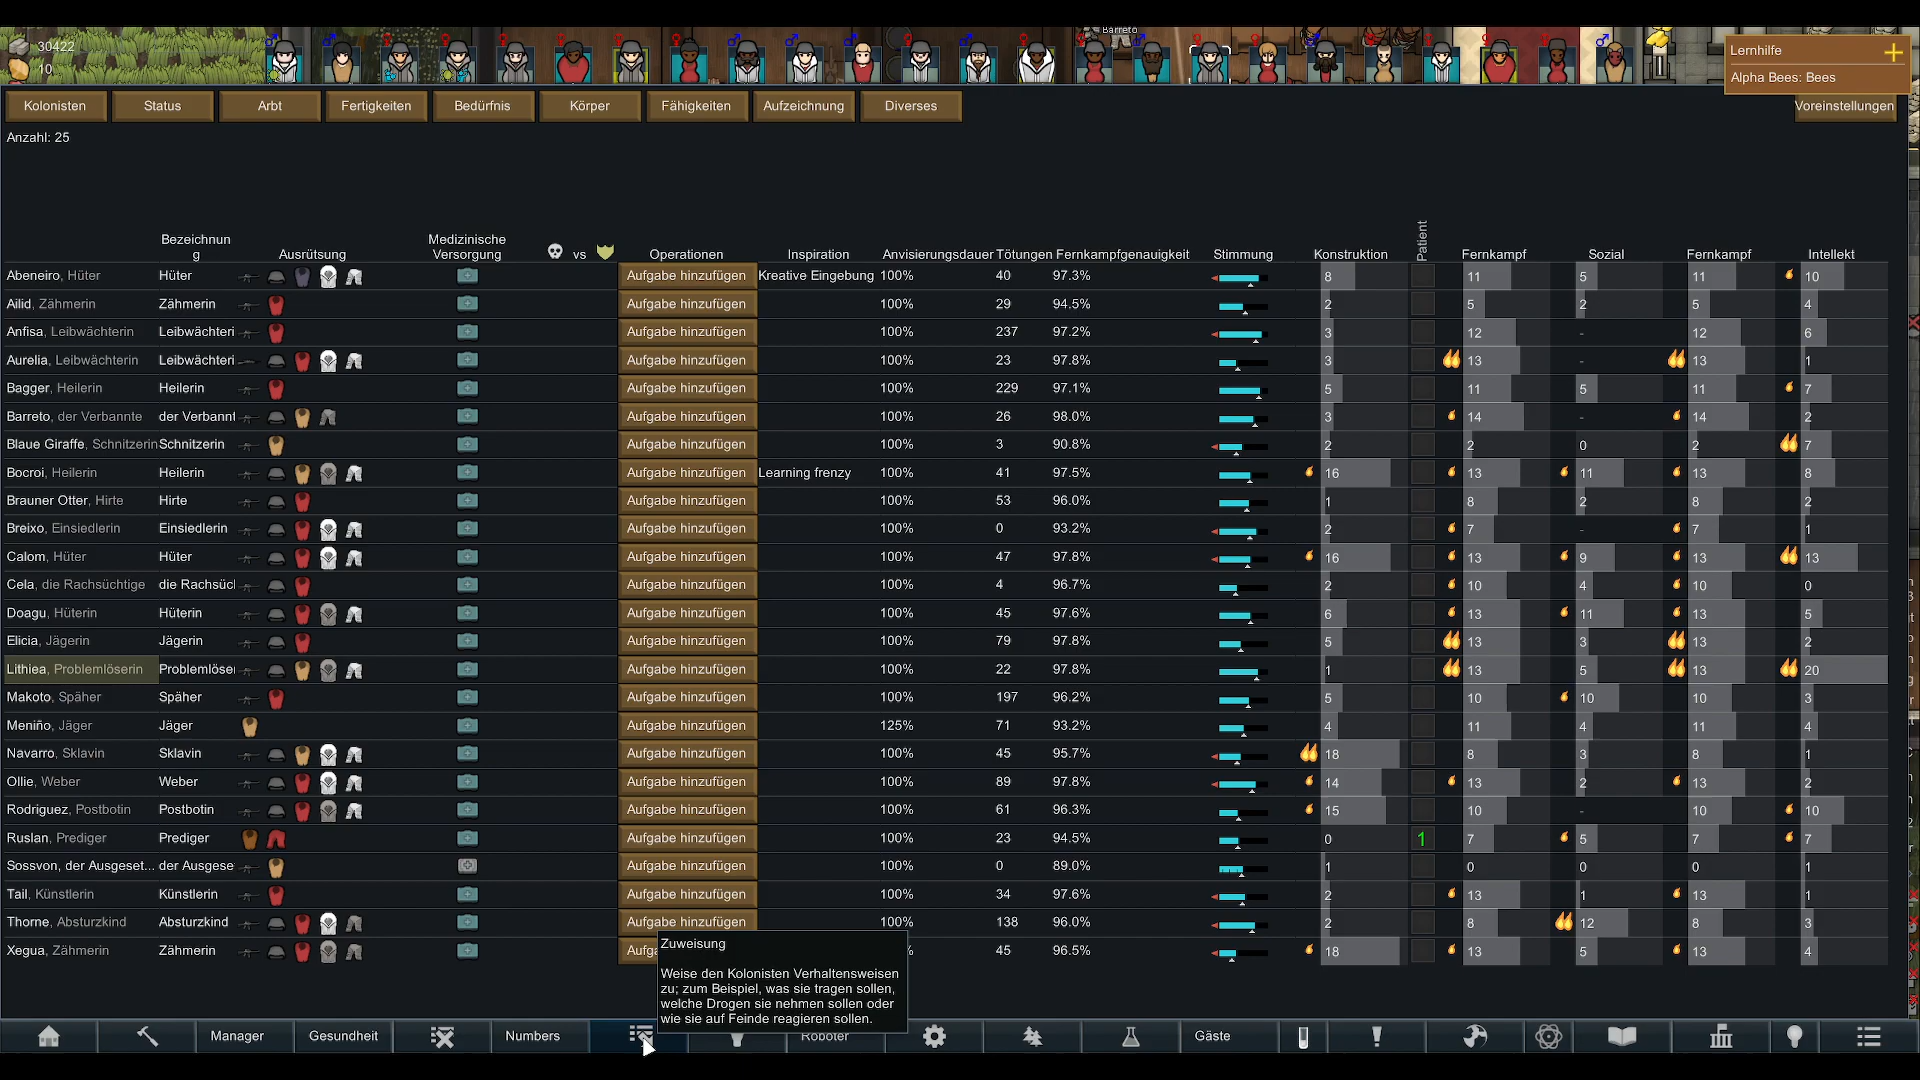 Barreto
30422
10
Lernhilfe
Alpha Bees: Bees
Kolonisten Status Arbt Fertigkeiten Bedürfnis Körper Fähigkeiten Aufzeichnung Diverses Voreinstellungen
Anzahl: 25
Bezeichnun
g Ausrütsung Medizinische
Versorgung vs Operationen Inspiration Anvisierungsdauer Tötungen Fernkampfgenauigkeit Stimmung Konstruktion Patient Fernkampf Sozial Fernkampf Intellekt
Abeneiro, Hüter Hüter Aufgabe hinzufügen Kreative Eingebung 100% 40 97.3% 8 11 5 11 10
Ailid, Zähmerin Zähmerin Aufgabe hinzufügen 100% 29 94.5% 2 5 2 5 4
Anfisa, Leibwächterin Leibwächteri Aufgabe hinzufügen 100% 237 97.2% 3 12 - 12 6
Aurelia, Leibwächterin Leibwächteri Aufgabe hinzufügen 100% 23 97.8% 3 13 - 13 1
Bagger, Heilerin Heilerin Aufgabe hinzufügen 100% 229 97.1% 5 11 5 11 7
Barreto, der Verbannte der Verbannt Aufgabe hinzufügen 100% 26 98.0% 3 14 - 14 2
Blaue Giraffe, Schnitzerin Schnitzerin Aufgabe hinzufügen 100% 3 90.8% 2 2 0 2 7
Bocroi, Heilerin Heilerin Aufgabe hinzufügen Learning frenzy 100% 41 97.5% 16 13 11 13 8
Brauner Otter, Hirte Hirte Aufgabe hinzufügen 100% 53 96.0% 1 8 2 8 2
Breixo, Einsiedlerin Einsiedlerin Aufgabe hinzufügen 100% 0 93.2% 2 7 - 7 1
Calom, Hüter Hüter Aufgabe hinzufügen 100% 47 97.8% 16 13 9 13 13
Cela, die Rachsüchtige die Rachsücl Aufgabe hinzufügen 100% 4 96.7% 2 10 4 10 0
Doagu, Hüterin Hüterin Aufgabe hinzufügen 100% 45 97.6% 6 13 11 13 5
Elicia, Jägerin Jägerin Aufgabe hinzufügen 100% 79 97.8% 5 13 3 13 2
Lithiea, Problemlöserin Problemlöse Aufgabe hinzufügen 100% 22 97.8% 1 13 5 13 20
Makoto, Späher Späher Aufgabe hinzufügen 100% 197 96.2% 5 10 10 10 3
Meniño, Jäger Jäger Aufgabe hinzufügen 125% 71 93.2% 4 11 4 11 4
Navarro, Sklavin Sklavin Aufgabe hinzufügen 100% 45 95.7% 18 8 3 8 1
Ollie, Weber Weber Aufgabe hinzufügen 100% 89 97.8% 14 13 2 13 2
Rodriguez, Postbotin Postbotin Aufgabe hinzufügen 100% 61 96.3% 15 10 - 10 10
Ruslan, Prediger Prediger Aufgabe hinzufügen 100% 23 94.5% 0 1 7 5 7 7
Sossvon, der Ausgeset... der Ausgese Aufgabe hinzufügen 100% 0 89.0% 1 0 1 0 1
Tail, Künstlerin Künstlerin Aufgabe hinzufügen 100% 34 97.6% 2 13 1 13 1
Thorne, Absturzkind Absturzkind Aufgabe hinzufügen 100% 138 96.0% 2 8 12 8 3
Xegua, Zähmerin Zähmerin Aufga % 45 96.5% 18 13 5 13 4
Zuweisung
Weise den Kolonisten Verhaltensweisen
zu; zum Beispiel, was sie tragen sollen,
welche Drogen sie nehmen sollen oder
wie sie auf Feinde reagieren sollen.
Manager Gesundheit Numbers Roboter Gäste